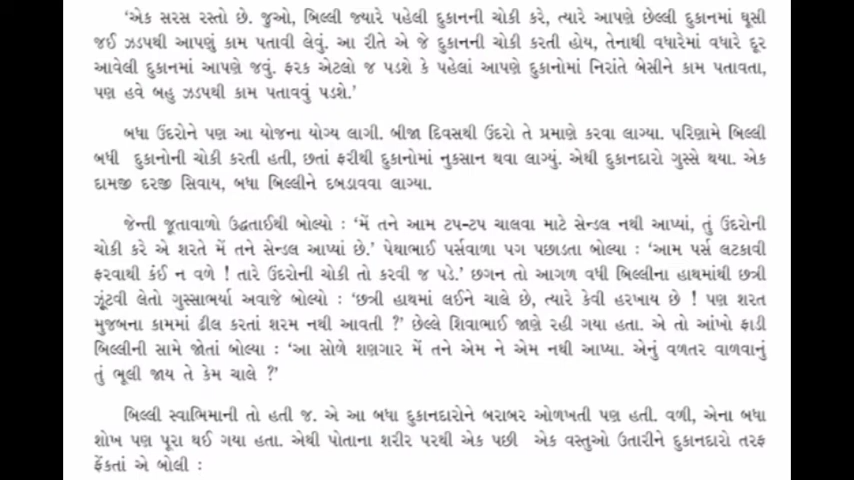 ‘એક સરસ રસ્તો છે. જુઓ, બિલ્લી જ્યારે પહેલી દુકાનની ચોકી કરે, ત્યારે આપણે છેલ્લી દુકાનમાં ઘૂસી
જઈ ઝડપથી આપણું કામ પતાવી લેવું. આ રીતે એ જે દુકાનની ચોકી કરતી હોય, તેનાથી વધારેમાં વધારે દૂર
આવેલી દુકાનમાં આપણે જવું. ફરક એટલો જ પડશે કે પહેલાં આપણે દુકાનોમાં નિરાંતે બેસીને કામ પતાવતા,
પણ હવે બહુ ઝડપથી કામ પતાવવું પડશે.’
બધા ઉંદરોને પણ આ યોજના યોગ્ય લાગી. બીજા દિવસથી ઉંદરો તે પ્રમાણે કરવા લાગ્યા. પરિણામે બિલ્લી
બધી દુકાનોની ચોકી કરતી હતી, છતાં ફરીથી દુકાનોમાં નુકસાન થવા લાગ્યું. એથી દુકાનદારો ગુસ્સે થયા. એક
દામજી દરજી સિવાય, બધા બિલ્લીને દબડાવવા લાગ્યા.
જેન્તી જૂતાવાળો ઉદ્ધતાઈથી બોલ્યો : ‘મેં તને આમ ટપ-ટપ ચાલવા માટે સેન્ડલ નથી આપ્યાં, તું ઉંદરોની
ચોકી કરે એ શરતે મેં તને સેન્ડલ આપ્યાં છે.’ પેથાભાઈ પર્સવાળા પગ પછાડતા બોલ્યા : ‘આમ પર્સ લટકાવી
ફરવાથી કંઈ ન વળે ! તારે ઉંદરોની ચોકી તો કરવી જ પડે.’ છગન તો આગળ વધી બિલ્લીના હાથમાંથી છત્રી
ઝૂંટવી લેતો ગુસ્સાભર્યા અવાજે બોલ્યો : ‘છત્રી હાથમાં લઈને ચાલે છે, ત્યારે કેવી હરખાય છે ! પણ શરત
મુજબના કામમાં ઢીલ કરતાં શરમ નથી આવતી ?’ છેલ્લે શિવાભાઈ જાણે રહી ગયા હતા. એ તો આંખો ફાડી
બિલ્લીની સામે જોતાં બોલ્યા : ‘આ સોળે શણગાર મેં તને એમ ને એમ નથી આપ્યા. એનું વળતર વાળવાનું
તું ભૂલી જાય તે કેમ ચાલે ?’
બિલ્લી સ્વાભિમાની તો હતી જ. એ આ બધા દુકાનદારોને બરાબર ઓળખતી પણ હતી. વળી, એના બધા
શોખ પણ પૂરા થઈ ગયા હતા. એથી પોતાના શરીર પરથી એક પછી એક વસ્તુઓ ઉતારીને દુકાનદારો તરફ
ફેંકતાં એ બોલી :